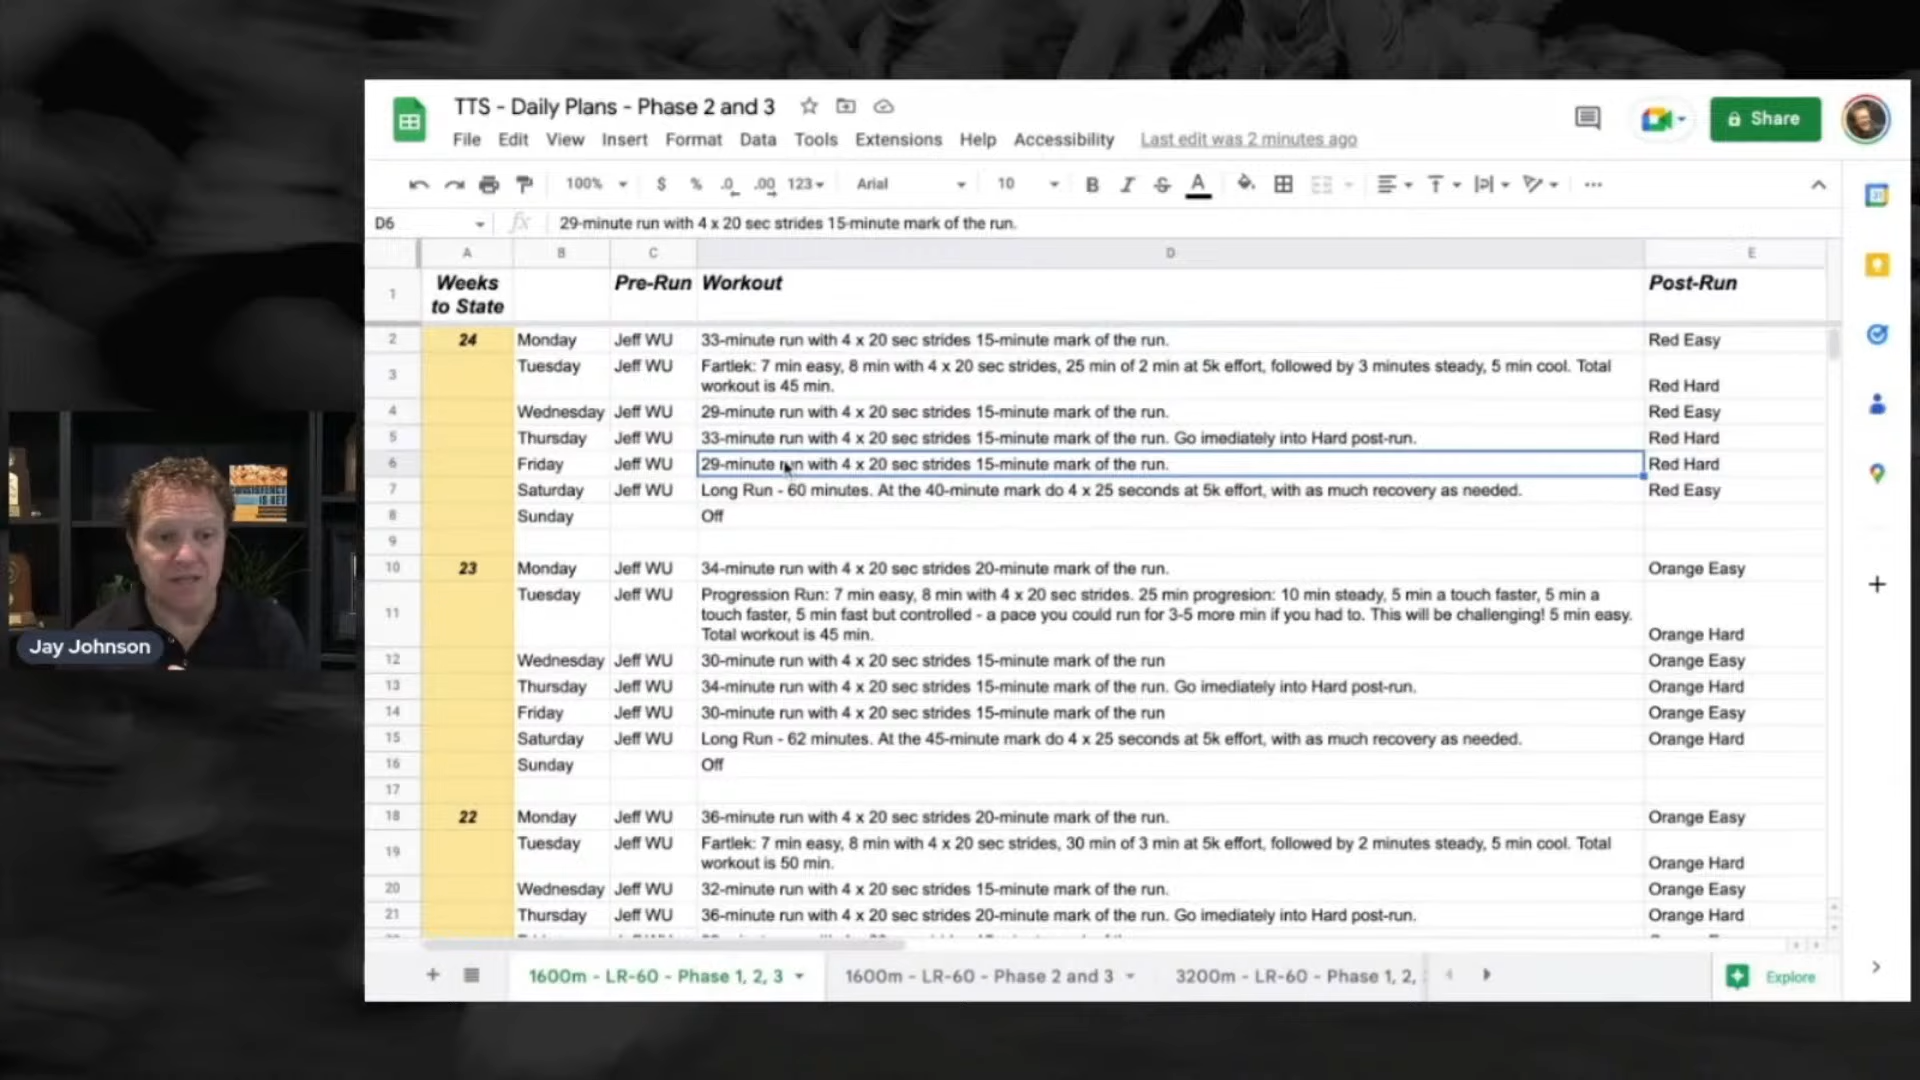 TTS - Daily Plans - Phase 2 and 3
File Edit View Insert Format Data Tools Extensions Help Accessibility Last edit was 2 minutes ago
Share
100% $ % .0 .00 123 Arial 10 B I S A
D6 fx 29-minute run with 4 x 20 sec strides 15-minute mark of the run.
A B C D E
1 Weeks to State Pre-Run Workout Post-Run
2 24 Monday Jeff WU 33-minute run with 4 x 20 sec strides 15-minute mark of the run. Red Easy
3 Tuesday Jeff WU Fartlek: 7 min easy, 8 min with 4 x 20 sec strides, 25 min of 2 min at 5k effort, followed by 3 minutes steady, 5 min cool. Total
workout is 45 min. Red Hard
4 Wednesday Jeff WU 29-minute run with 4 x 20 sec strides 15-minute mark of the run. Red Easy
5 Thursday Jeff WU 33-minute run with 4 x 20 sec strides 15-minute mark of the run. Go imediately into Hard post-run. Red Hard
6 Friday Jeff WU 29-minute run with 4 x 20 sec strides 15-minute mark of the run. Red Hard
7 Saturday Jeff WU Long Run - 60 minutes. At the 40-minute mark do 4 x 25 seconds at 5k effort, with as much recovery as needed. Red Easy
8 Sunday Off
9
10 23 Monday Jeff WU 34-minute run with 4 x 20 sec strides 20-minute mark of the run. Orange Easy
11 Tuesday Jeff WU Progression Run: 7 min easy, 8 min with 4 x 20 sec strides. 25 min progresion: 10 min steady, 5 min a touch faster, 5 min a
touch faster, 5 min fast but controlled - a pace you could run for 3-5 more min if you had to. This will be challenging! 5 min easy.
Total workout is 45 min. Orange Hard
12 Wednesday Jeff WU 30-minute run with 4 x 20 sec strides 15-minute mark of the run Orange Easy
13 Thursday Jeff WU 34-minute run with 4 x 20 sec strides 15-minute mark of the run. Go imediately into Hard post-run. Orange Hard
14 Friday Jeff WU 30-minute run with 4 x 20 sec strides 15-minute mark of the run Orange Easy
15 Saturday Jeff WU Long Run - 62 minutes. At the 45-minute mark do 4 x 25 seconds at 5k effort, with as much recovery as needed. Orange Hard
16 Sunday Off
17
18 22 Monday Jeff WU 36-minute run with 4 x 20 sec strides 20-minute mark of the run. Orange Easy
19 Tuesday Jeff WU Fartlek: 7 min easy, 8 min with 4 x 20 sec strides, 30 min of 3 min at 5k effort, followed by 2 minutes steady, 5 min cool. Total
workout is 50 min. Orange Hard
20 Wednesday Jeff WU 32-minute run with 4 x 20 sec strides 15-minute mark of the run. Orange Easy
21 Thursday Jeff WU 36-minute run with 4 x 20 sec strides 20-minute mark of the run. Go imediately into Hard post-run. Orange Hard
1600m - LR-60 - Phase 1, 2, 3 1600m - LR-60 - Phase 2 and 3 3200m - LR-60 - Phase 1, 2, Explore
CONSISTENCY
IS KEY
Jay Johnson